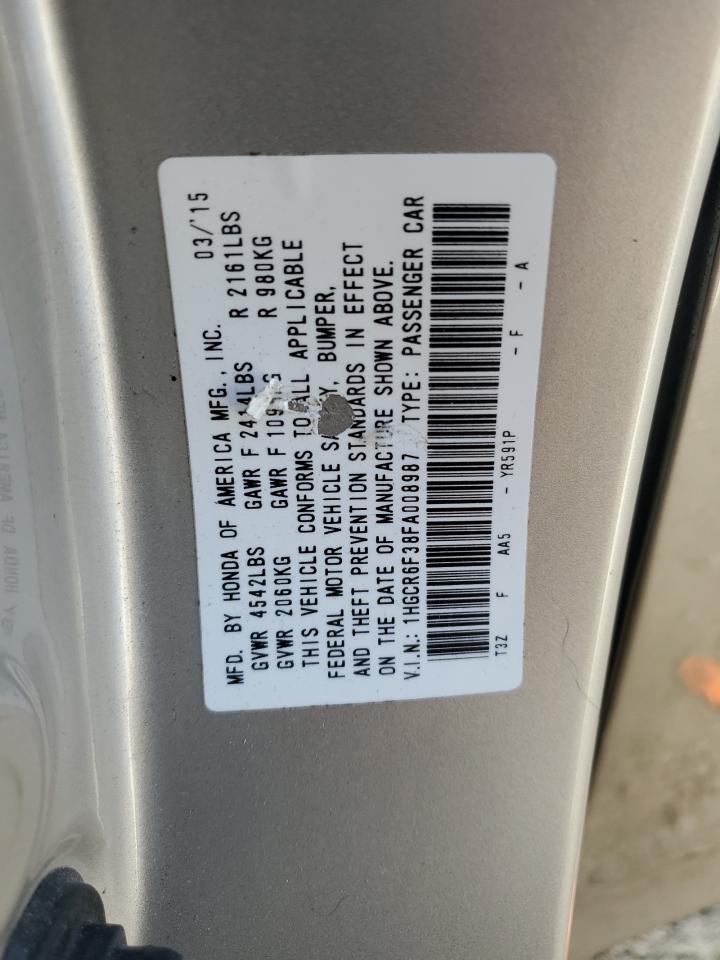 MFD. BY HONDA OF AMERICA MFG., INC. 03/'15
GVWR 4542LBS GAWR F 2414LBS R 2161LBS
GVWR 2060KG GAWR F R 980KG
THIS VEHICLE CONFORMS TO ALL APPLICABLE
FEDERAL MOTOR VEHICLE BUMPER,
AND THEFT PREVENTION STANDARDS IN EFFECT
ON THE DATE OF MANUFACTURE SHOWN ABOVE.
V.I.N.: 1HGCR6F38FA008987 TYPE: PASSENGER CAR
T3Z F AA5 - YR591P - F - A